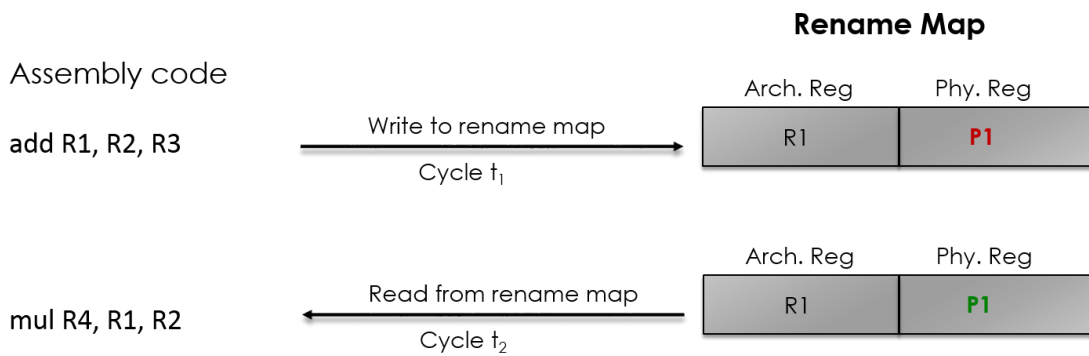 Rename Map
Assembly code
Arch. Reg Phy. Reg
add R1, R2, R3
Write to rename map
R1 P1
Cycle t₁
Arch. Reg Phy. Reg
mul R4, R1, R2
Read from rename map
R1 P1
Cycle t₂